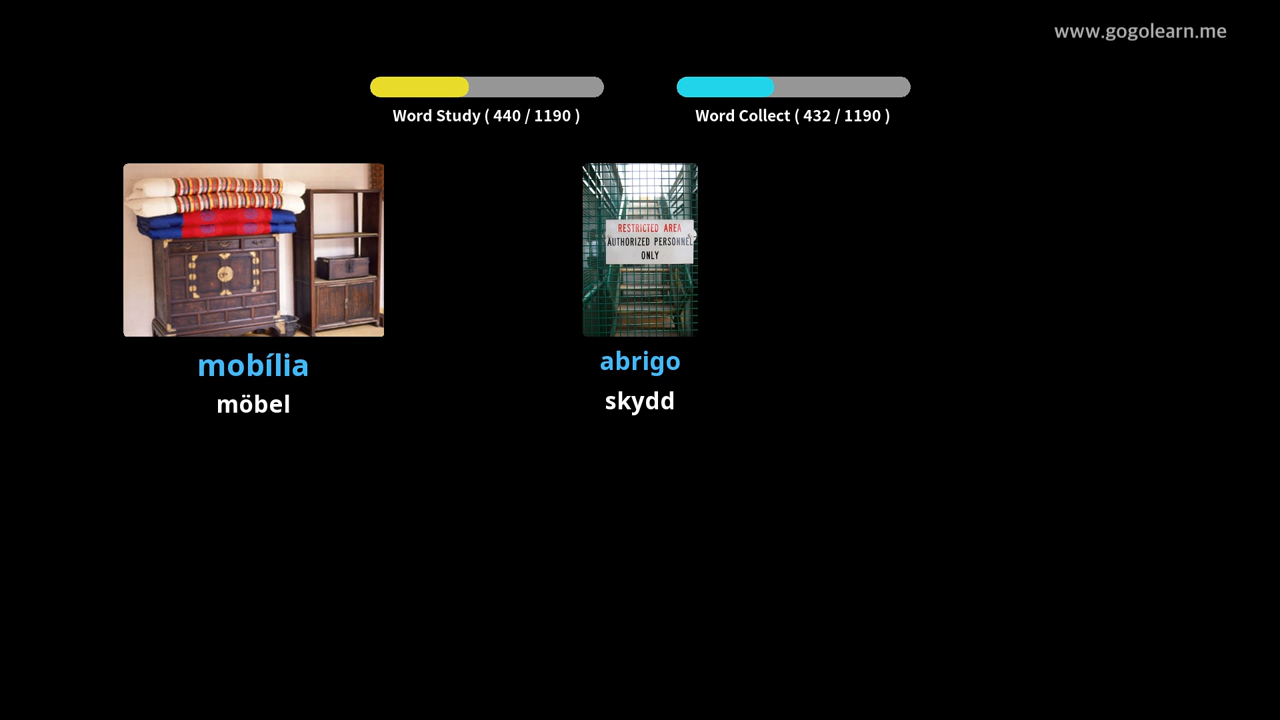 www.gogolearn.me
Word Study ( 440 / 1190 )
Word Collect ( 432 / 1190 )
RESTRICTED AREA
AUTHORIZED PERSONNEL
ONLY
mobília
möbel
abrigo
skydd